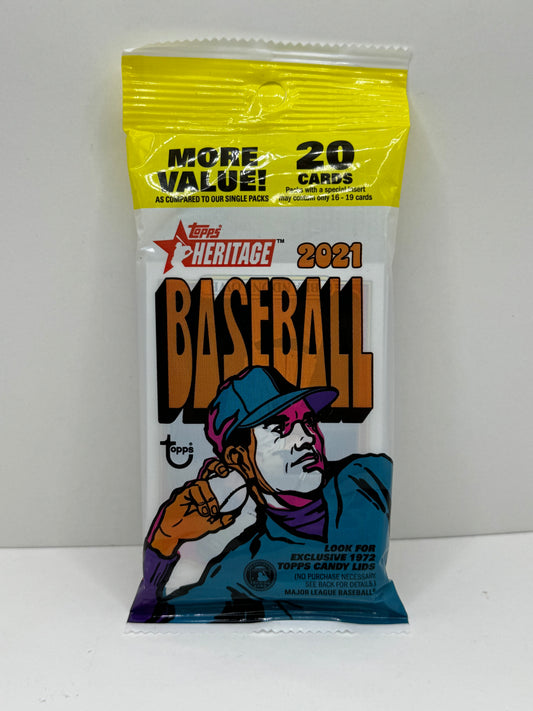 MORE VALUE!
AS COMPARED TO OUR SINGLE PACKS
20
CARDS
Packs with a special insert
may contain only 16 - 19 cards
topps
HERITAGE™
2021
BASEBALL
topps
LOOK FOR
EXCLUSIVE 1972
TOPPS CANDY LIDS
(NO PURCHASE NECESSARY.
SEE BACK FOR DETAILS.)
MAJOR LEAGUE BASEBALL®